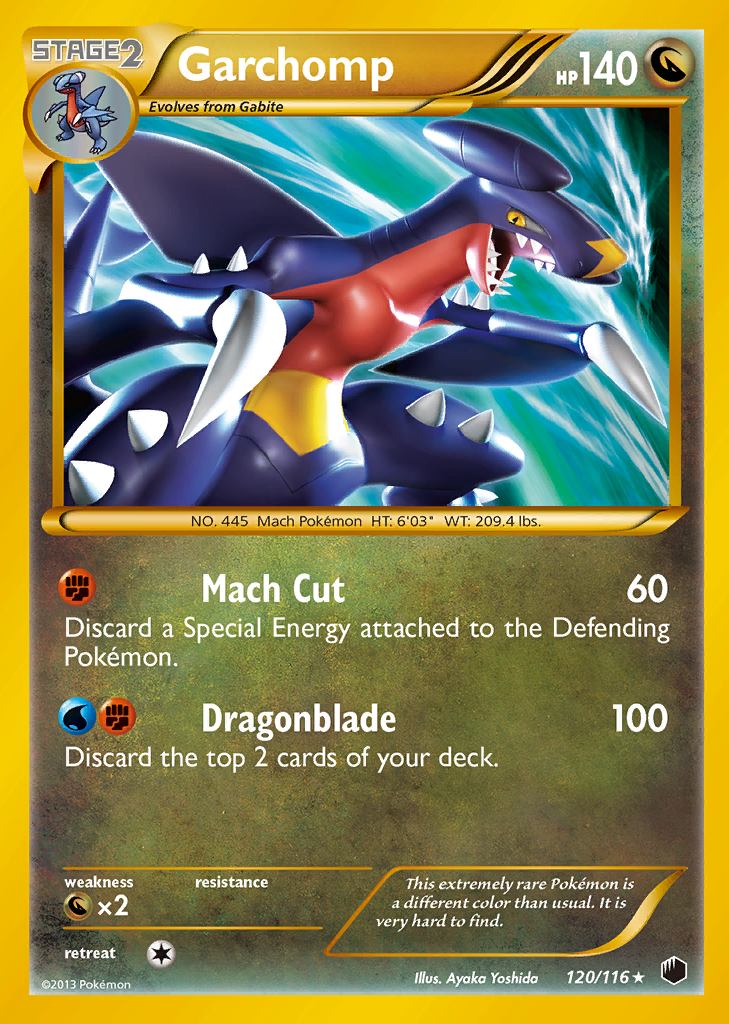 STAGE2
Garchomp
HP140
Evolves from Gabite
NO. 445 Mach Pokémon HT: 6'03" WT: 209.4 lbs.
Mach Cut 60
Discard a Special Energy attached to the Defending
Pokémon.
Dragonblade 100
Discard the top 2 cards of your deck.
weakness resistance
×2
This extremely rare Pokémon is
a different color than usual. It is
very hard to find.
retreat
Illus. Ayaka Yoshida 120/116★
©2013 Pokémon